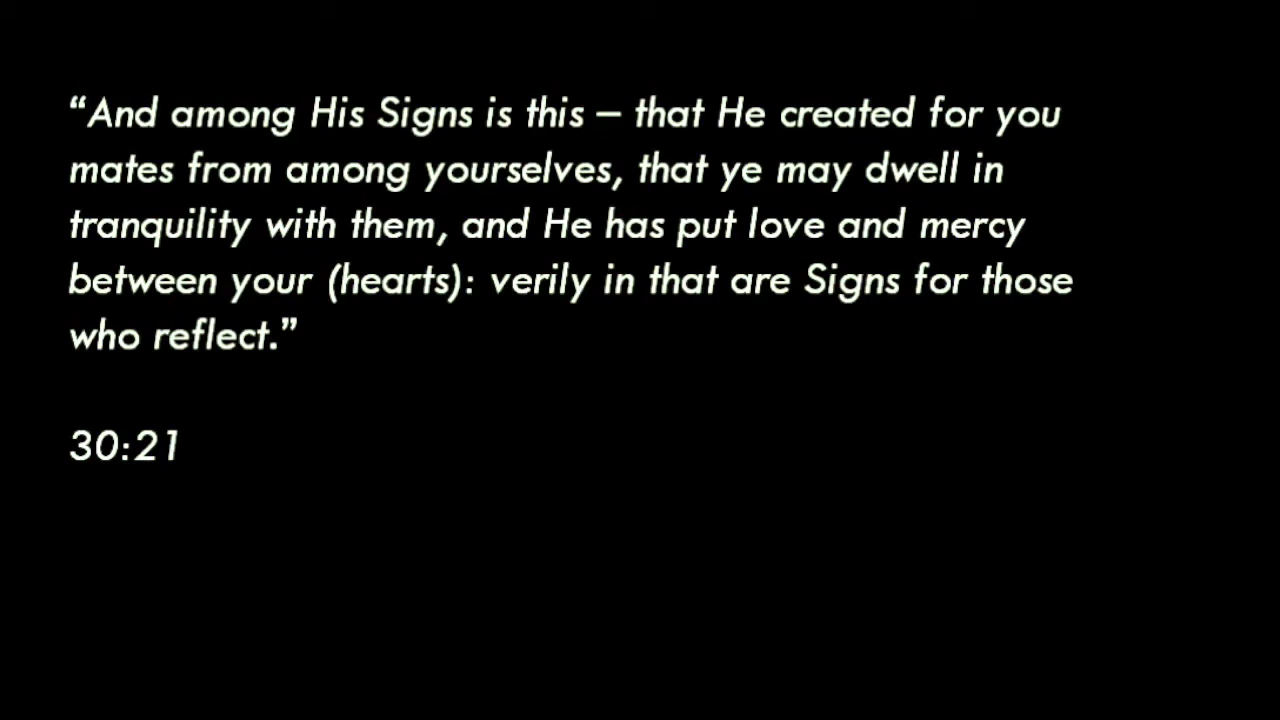 “And among His Signs is this – that He created for you
mates from among yourselves, that ye may dwell in
tranquility with them, and He has put love and mercy
between your (hearts): verily in that are Signs for those
who reflect.”
30:21